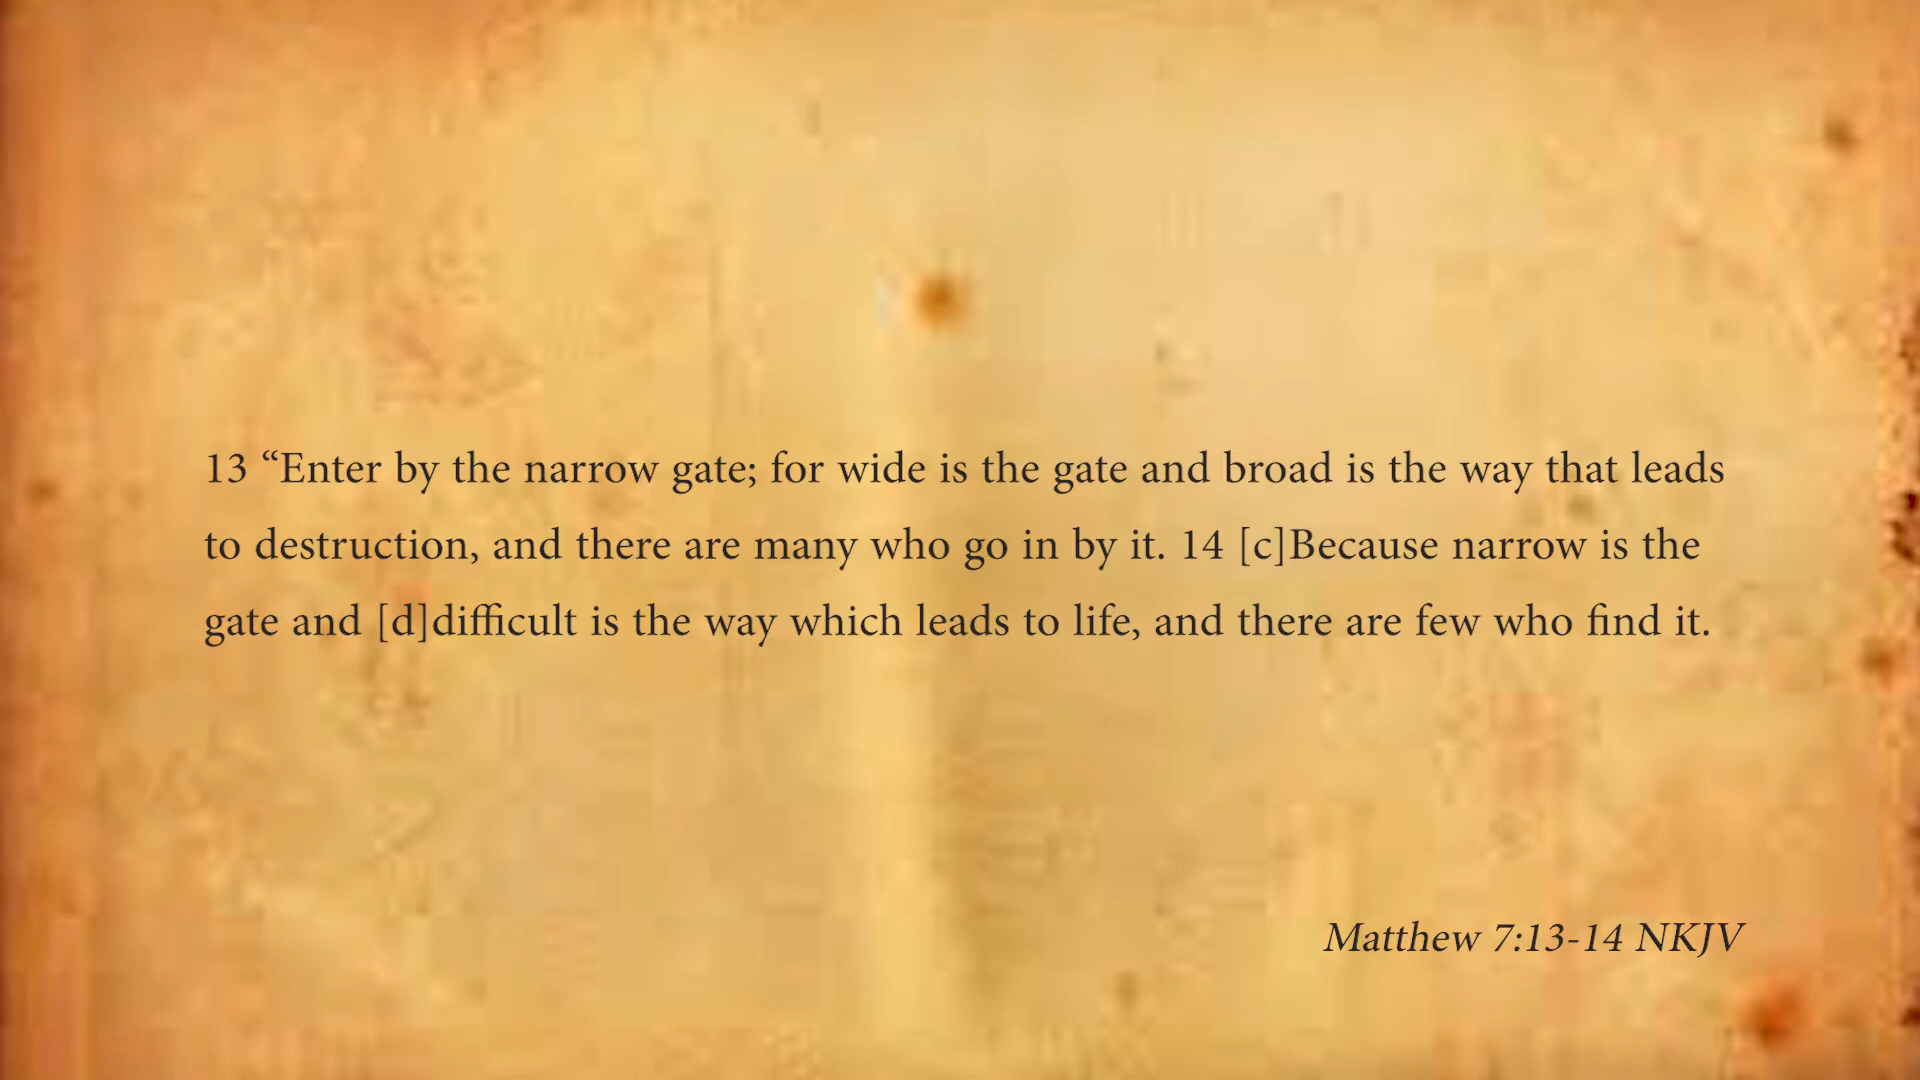 13 “Enter by the narrow gate; for wide is the gate and broad is the way that leads
to destruction, and there are many who go in by it. 14 [c]Because narrow is the
gate and [d]difficult is the way which leads to life, and there are few who find it.
Matthew 7:13-14 NKJV